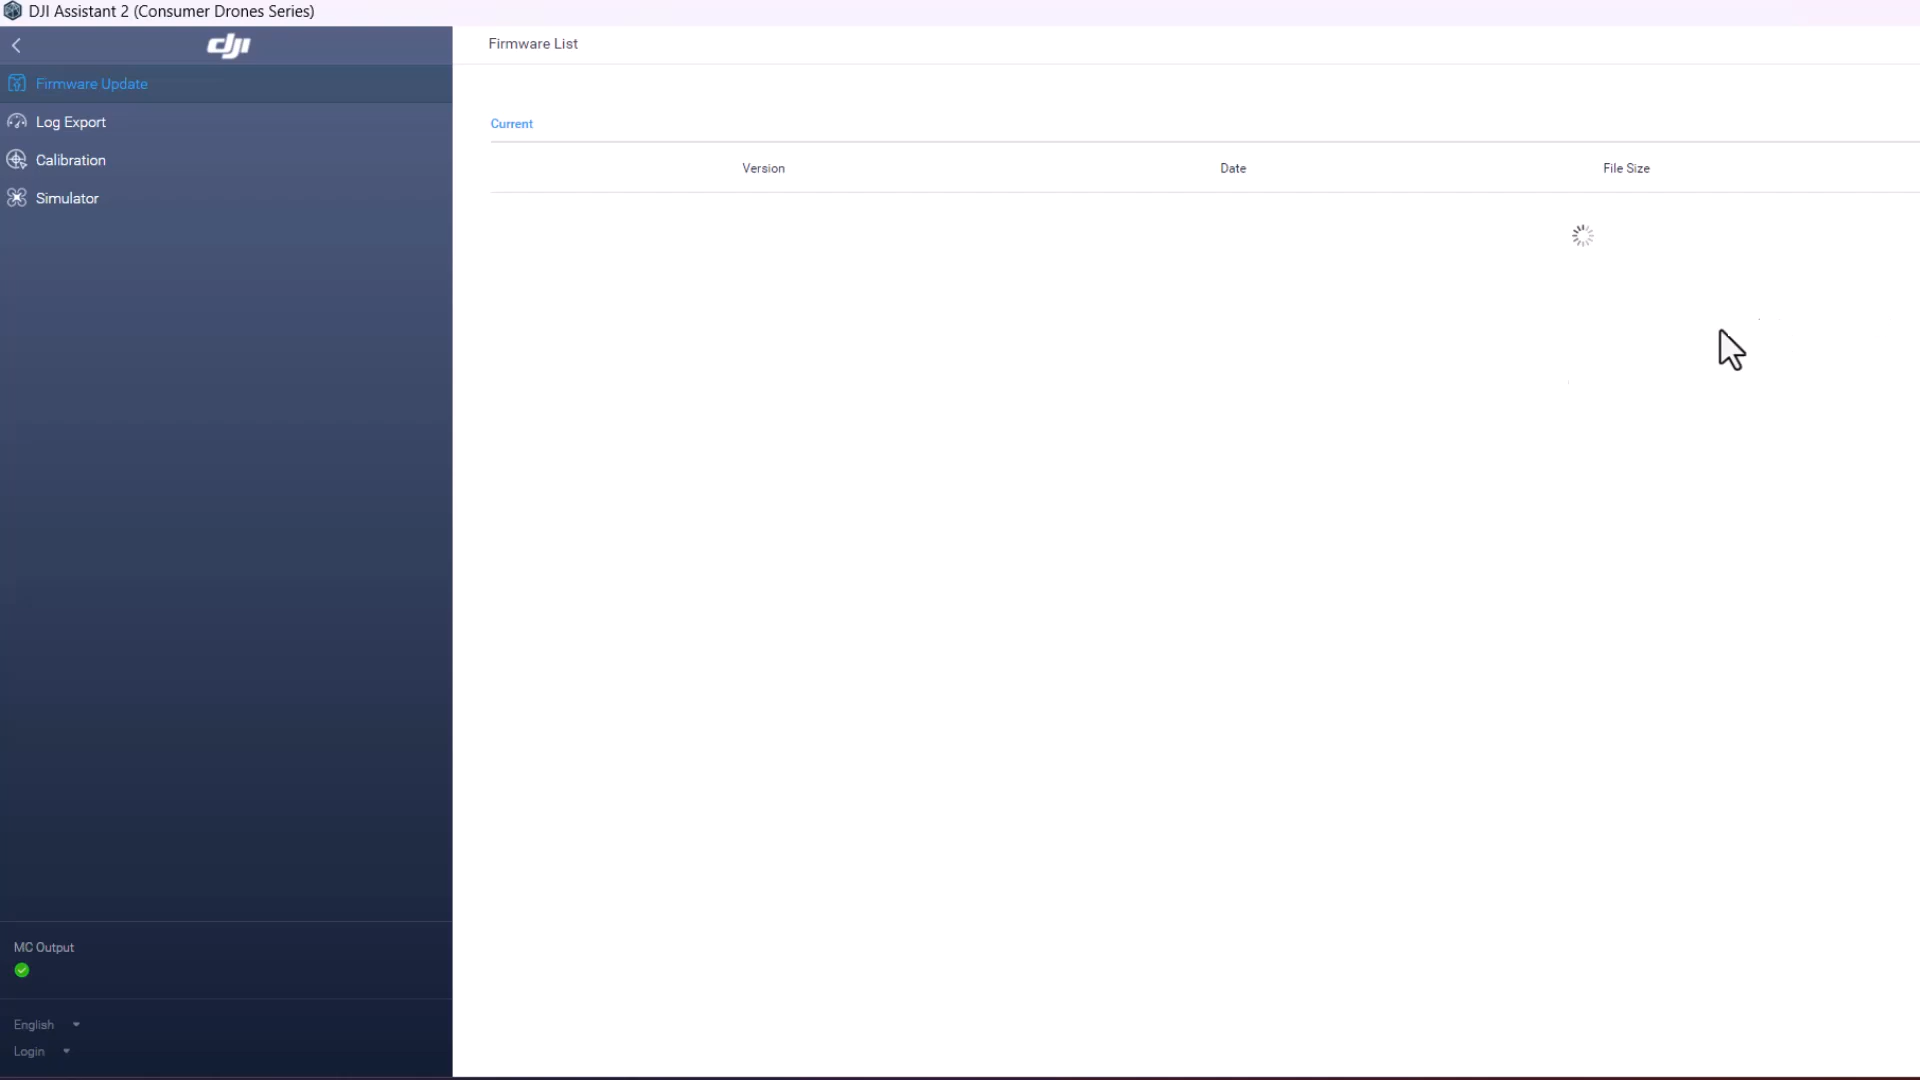 DJI Assistant 2 (Consumer Drones Series)
dji
Firmware List
Firmware Update
Log Export
Calibration
Simulator
Current
Version Date File Size
MC Output
English
Login